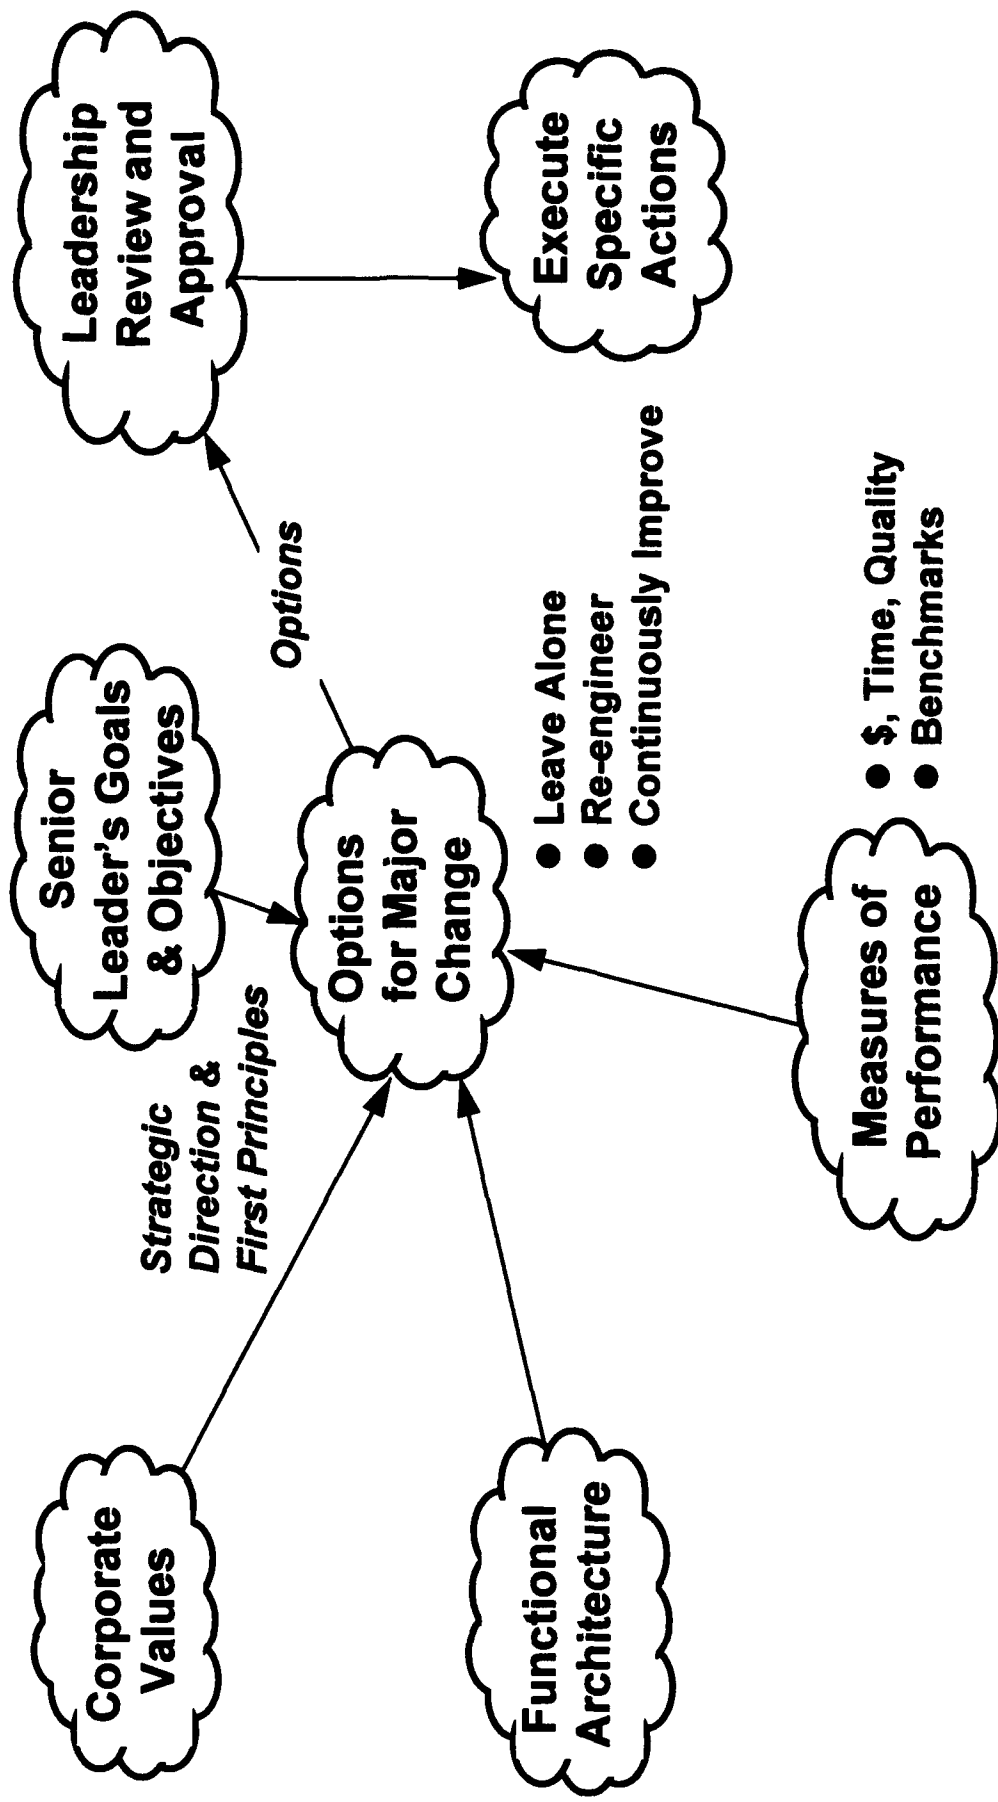 Corporate
Values
Strategic
Direction &
First Principles
Senior
Leader's Goals
& Objectives
Leadership
Review and
Approval
Options
Options
for Major
Change
Functional
Architecture
● Leave Alone
● Re-engineer
● Continuously Improve
Execute
Specific
Actions
Measures of
Performance
● $, Time, Quality
● Benchmarks